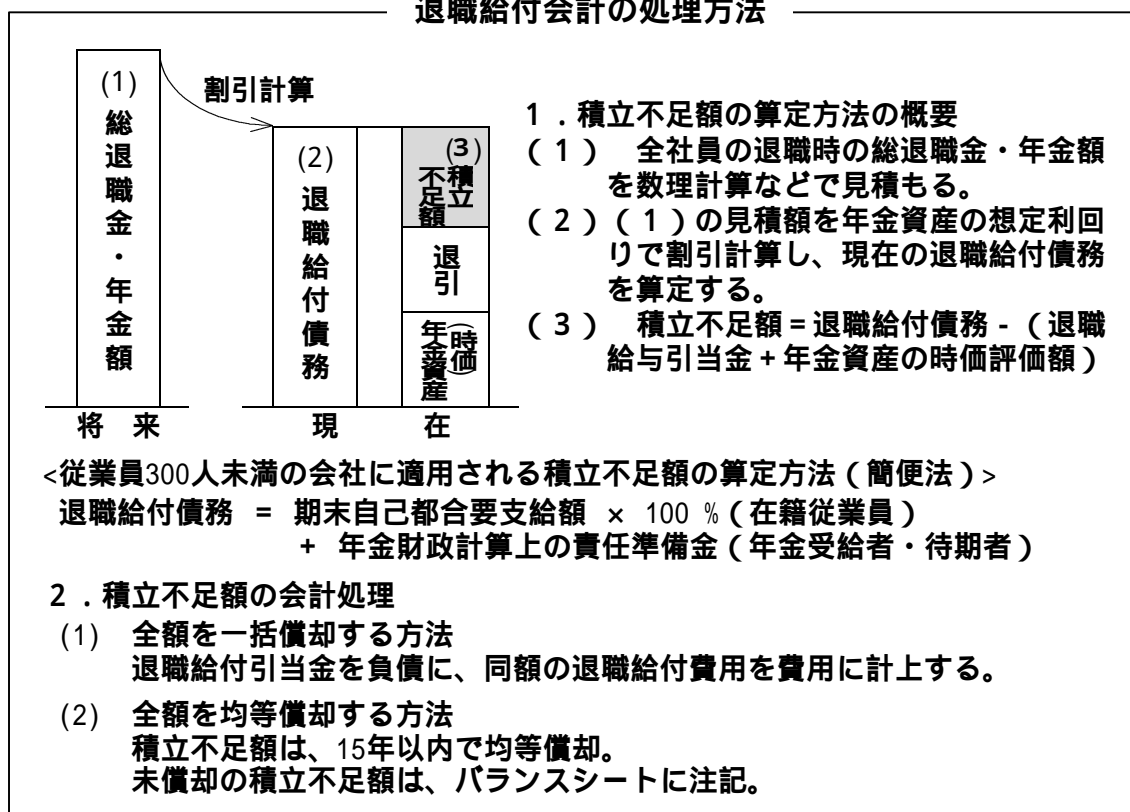 退職給付会計の処理方法
(1)
総退職金・年金額
割引計算
(2)
退職給付債務
(3)
積立不足額
退引
年金資産(時価)
将 来
現 在
1.積立不足額の算定方法の概要
(1) 全社員の退職時の総退職金・年金額
を数理計算などで見積もる。
(2)(1)の見積額を年金資産の想定利回
りで割引計算し、現在の退職給付債務
を算定する。
(3) 積立不足額=退職給付債務-(退職
給与引当金+年金資産の時価評価額)
<従業員300人未満の会社に適用される積立不足額の算定方法(簡便法)>
退職給付債務 = 期末自己都合要支給額 × 100 %(在籍従業員)
+ 年金財政計算上の責任準備金(年金受給者・待期者)
2.積立不足額の会計処理
(1) 全額を一括償却する方法
退職給付引当金を負債に、同額の退職給付費用を費用に計上する。
(2) 全額を均等償却する方法
積立不足額は、15年以内で均等償却。
未償却の積立不足額は、バランスシートに注記。